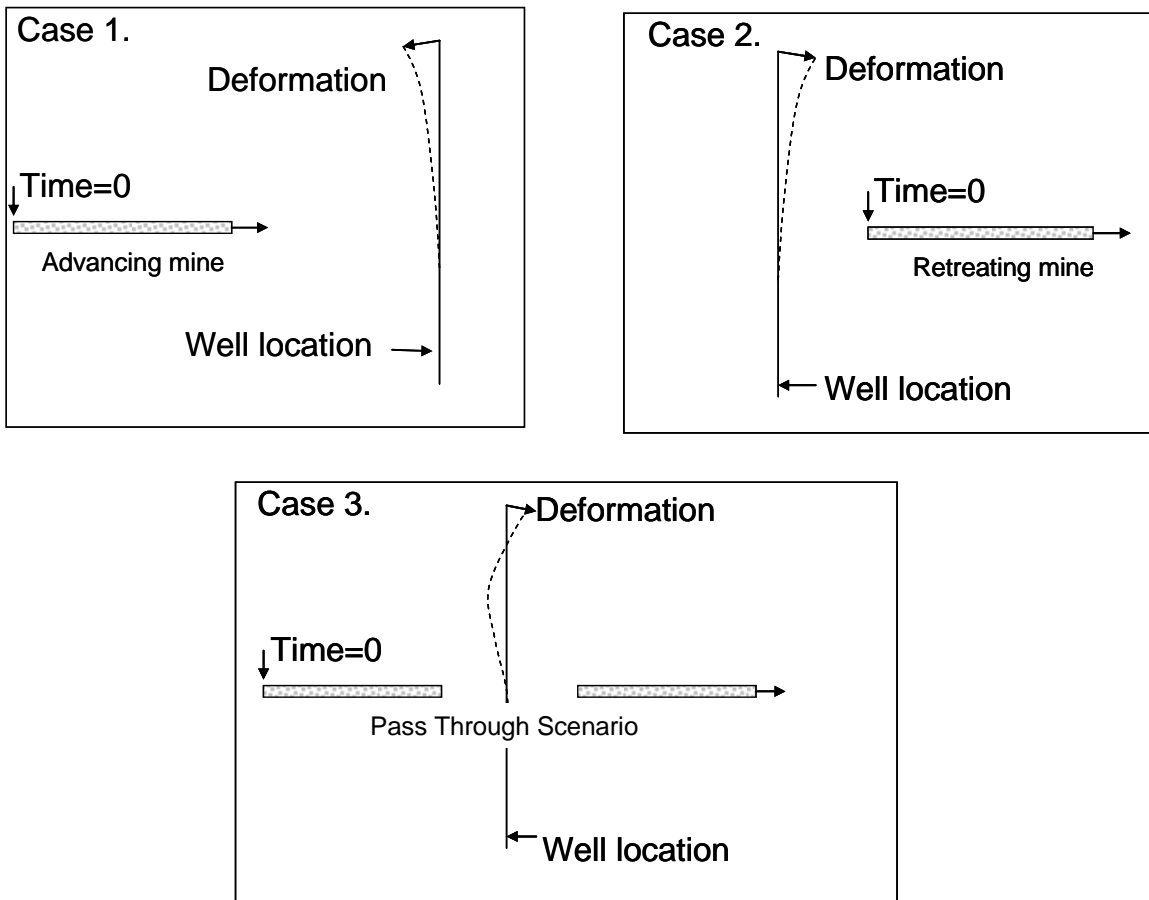 Case 1.
Deformation
Time=0
Advancing mine
Well location
Case 2.
Deformation
Time=0
Retreating mine
Well location
Case 3.
Deformation
Time=0
Pass Through Scenario
Well location